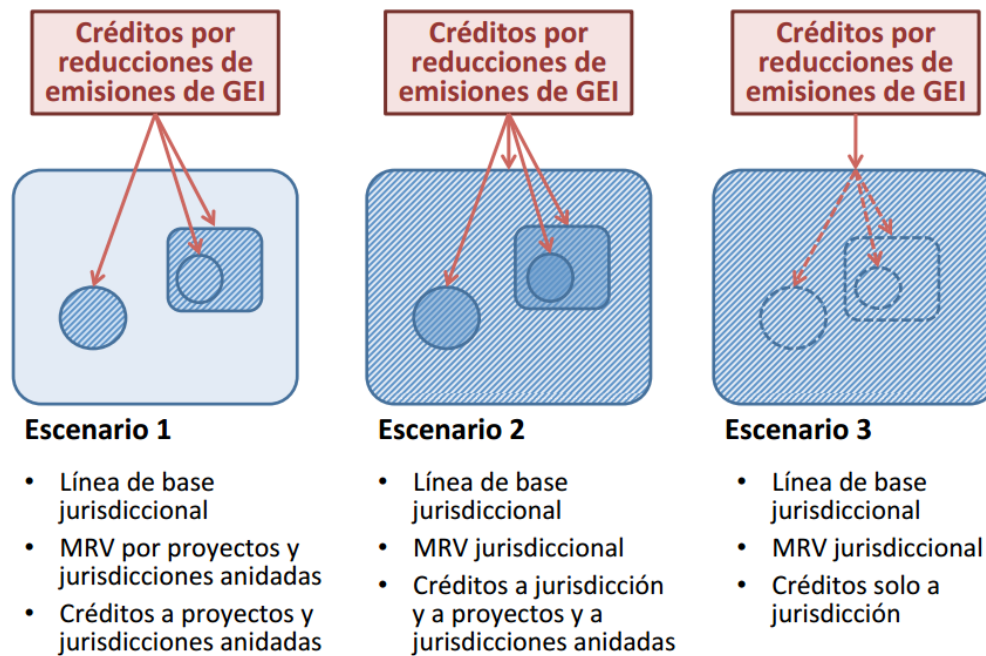 Créditos por
reducciones de
emisiones de GEI
Créditos por
reducciones de
emisiones de GEI
Créditos por
reducciones de
emisiones de GEI
Escenario 1
• Línea de base
jurisdiccional
• MRV por proyectos y
jurisdicciones anidadas
• Créditos a proyectos y
jurisdicciones anidadas
Escenario 2
• Línea de base
jurisdiccional
• MRV jurisdiccional
• Créditos a jurisdicción
y a proyectos y a
jurisdicciones anidadas
Escenario 3
• Línea de base
jurisdiccional
• MRV jurisdiccional
• Créditos solo a
jurisdicción